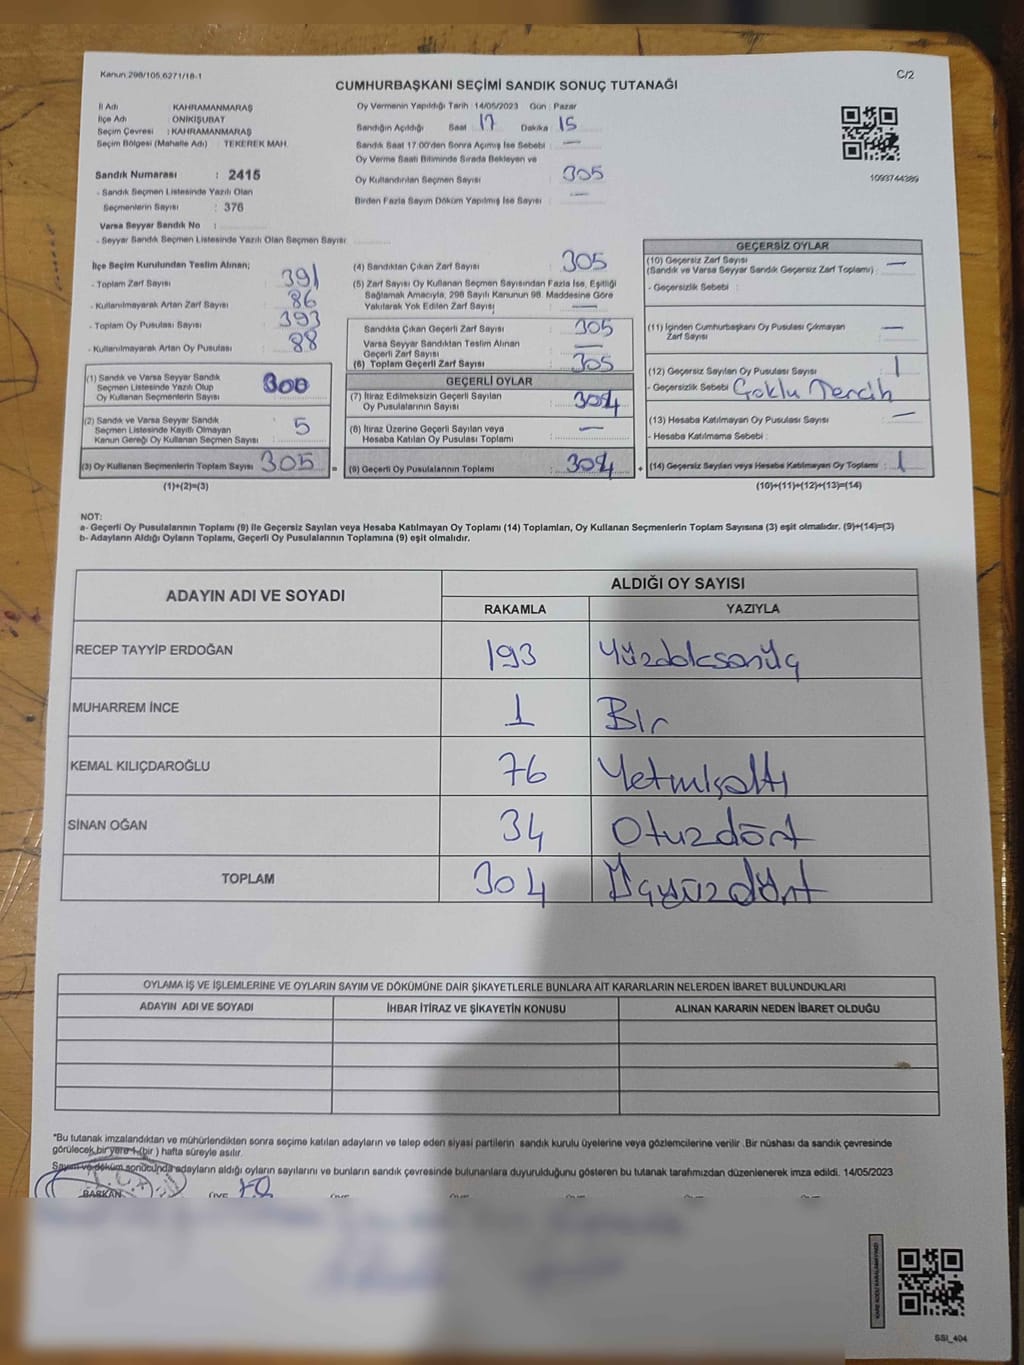 Kanun:298/105,6271/18-1
C/2
CUMHURBAŞKANI SEÇİMİ SANDIK SONUÇ TUTANAĞI
İl Adı : KAHRAMANMARAŞ
İlçe Adı : ONİKİŞUBAT
Seçim Çevresi : KAHRAMANMARAŞ
Seçim Bölgesi (Mahalle Adı) : TEKEREK MAH.
Sandık Numarası : 2415
- Sandık Seçmen Listesinde Yazılı Olan
Seçmenlerin Sayısı : 376
Varsa Seyyar Sandık No :
- Seyyar Sandık Seçmen Listesinde Yazılı Olan Seçmen Sayısı:
Oy Vermenin Yapıldığı Tarih : 14/05/2023 Gün : Pazar
Sandığın Açıldığı Saat 17 Dakika 15
Sandık Saat 17.00'den Sonra Açımış İse Sebebi : —
Oy Verme Saati Bitiminde Sırada Bekleyen ve
Oy Kullandırılan Seçmen Sayısı : 305
Birden Fazla Sayım Döküm Yapılmış İse Sayısı : —
1093744389
İlçe Seçim Kurulundan Teslim Alınan;
- Toplam Zarf Sayısı : 391
- Kullanılmayarak Artan Zarf Sayısı : 86
- Toplam Oy Pusulası Sayısı : 393
- Kullanılmayarak Artan Oy Pusulası : 88
(1) Sandık ve Varsa Seyyar Sandık
Seçmen Listesinde Yazılı Olup
Oy Kullanan Seçmenlerin Sayısı : 300
(2) Sandık ve Varsa Seyyar Sandık
Seçmen Listesinde Kayıtlı Olmayan
Kanun Gereği Oy Kullanan Seçmen Sayısı : 5
(3) Oy Kullanan Seçmenlerin Toplam Sayısı : 305 =
(1)+(2)=(3)
(4) Sandıktan Çıkan Zarf Sayısı : 305
(5) Zarf Sayısı Oy Kullanan Seçmen Sayısından Fazla İse, Eşitliği
Sağlamak Amacıyla, 298 Sayılı Kanunun 98. Maddesine Göre
Yakılarak Yok Edilen Zarf Sayısı : —
Sandıkta Çıkan Geçerli Zarf Sayısı : 305
Varsa Seyyar Sandıktan Teslim Alınan
Geçerli Zarf Sayısı : —
(6) Toplam Geçerli Zarf Sayısı : 305
GEÇERLİ OYLAR
(7) İtiraz Edilmeksizin Geçerli Sayılan
Oy Pusulalarının Sayısı : 304
(8) İtiraz Üzerine Geçerli Sayılan veya
Hesaba Katılan Oy Pusulası Toplamı : —
(9) Geçerli Oy Pusulalarının Toplamı : 304 +
GEÇERSİZ OYLAR
(10) Geçersiz Zarf Sayısı
(Sandık ve Varsa Seyyar Sandık Geçersiz Zarf Toplamı) : —
- Geçersizlik Sebebi :
(11) İçinden Cumhurbaşkanı Oy Pusulası Çıkmayan
Zarf Sayısı : —
(12) Geçersiz Sayılan Oy Pusulası Sayısı : 1
- Geçersizlik Sebebi : Çoklu Tercih
(13) Hesaba Katılmayan Oy Pusulası Sayısı : —
- Hesaba Katılmama Sebebi :
(14) Geçersiz Sayılan veya Hesaba Katılmayan Oy Toplamı : 1
(10)+(11)+(12)+(13)=(14)
NOT:
a- Geçerli Oy Pusulalarının Toplamı (9) ile Geçersiz Sayılan veya Hesaba Katılmayan Oy Toplamı (14) Toplamları, Oy Kullanan Seçmenlerin Toplam Sayısına (3) eşit olmalıdır. (9)+(14)=(3)
b- Adayların Aldığı Oyların Toplamı, Geçerli Oy Pusulalarının Toplamına (9) eşit olmalıdır.
ADAYIN ADI VE SOYADI ALDIĞI OY SAYISI
RAKAMLA YAZIYLA
RECEP TAYYİP ERDOĞAN 193 Yüzdoksanüç
MUHARREM İNCE 1 Bir
KEMAL KILIÇDAROĞLU 76 Yetmişaltı
SİNAN OĞAN 34 Otuzdört
TOPLAM 304 Üçyüzdört
OYLAMA İŞ VE İŞLEMLERİNE VE OYLARIN SAYIM VE DÖKÜMÜNE DAİR ŞİKAYETLERLE BUNLARA AİT KARARLARIN NELERDEN İBARET BULUNDUKLARI
ADAYIN ADI VE SOYADI İHBAR İTİRAZ VE ŞİKAYETİN KONUSU ALINAN KARARIN NEDEN İBARET OLDUĞU
"Bu tutanak imzalandıktan ve mühürlendikten sonra seçime katılan adayların ve talep eden siyasi partilerin sandık kurulu üyelerine veya gözlemcilerine verilir .Bir nüshası da sandık çevresinde
görülecek bir yere 1 (bir ) hafta süreyle asılır.
Sayım ve döküm sonucunda adayların aldığı oyların sayılarını ve bunların sandık çevresinde bulunanlara duyurulduğunu gösteren bu tutanak tarafımızdan düzenlenerek imza edildi. 14/05/2023
BAŞKAN
SSI_404